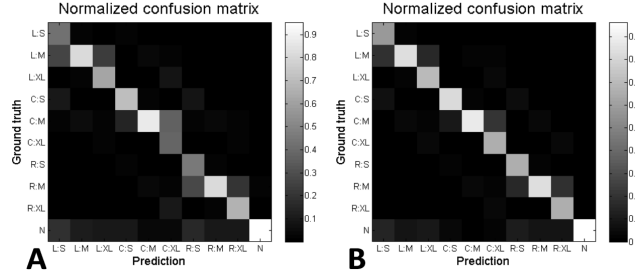 Normalized confusion matrix
Ground truth
L:S
L:M
L:XL
C:S
C:M
C:XL
R:S
R:M
R:XL
N
L:S L:M L:XL C:S C:M C:XL R:S R:M R:XL N
Prediction
0.9
0.8
0.7
0.6
0.5
0.4
0.3
0.2
0.1
A
Normalized confusion matrix
Ground truth
L:S
L:M
L:XL
C:S
C:M
C:XL
R:S
R:M
R:XL
N
L:S L:M L:XL C:S C:M C:XL R:S R:M R:XL N
Prediction
B